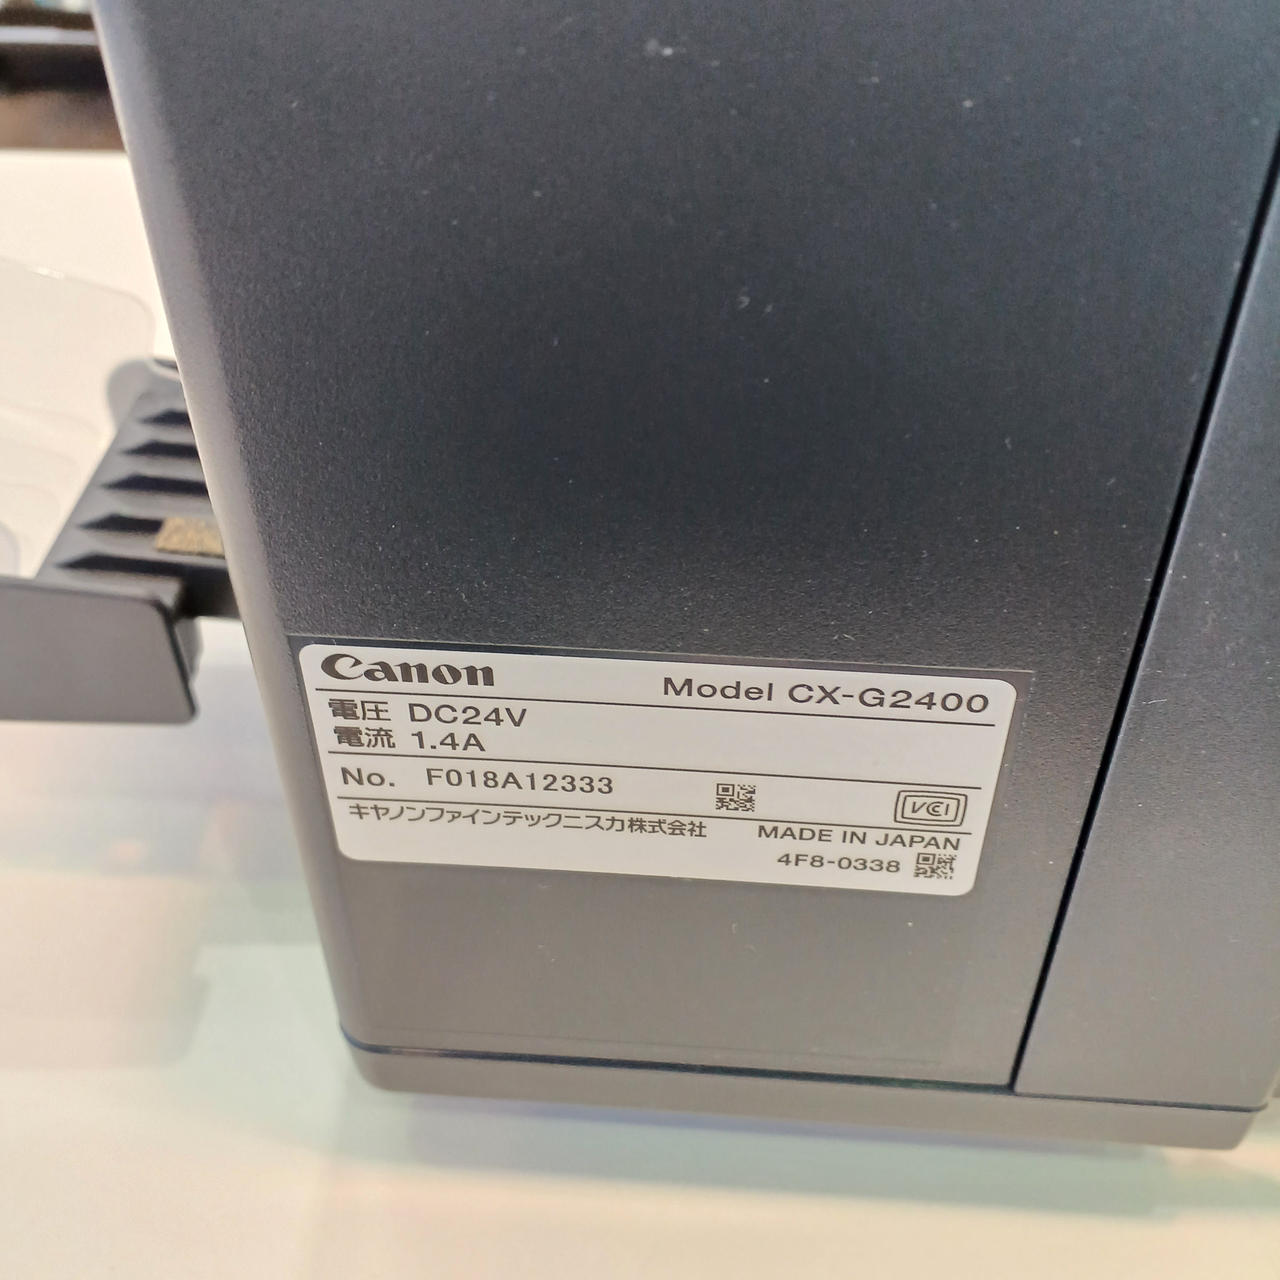 Canon
Model CX-G2400
電圧 DC24V
電流 1.4A
No. F018A12333
VCI
キヤノンファインテックニスカ株式会社
MADE IN JAPAN
4F8-0338